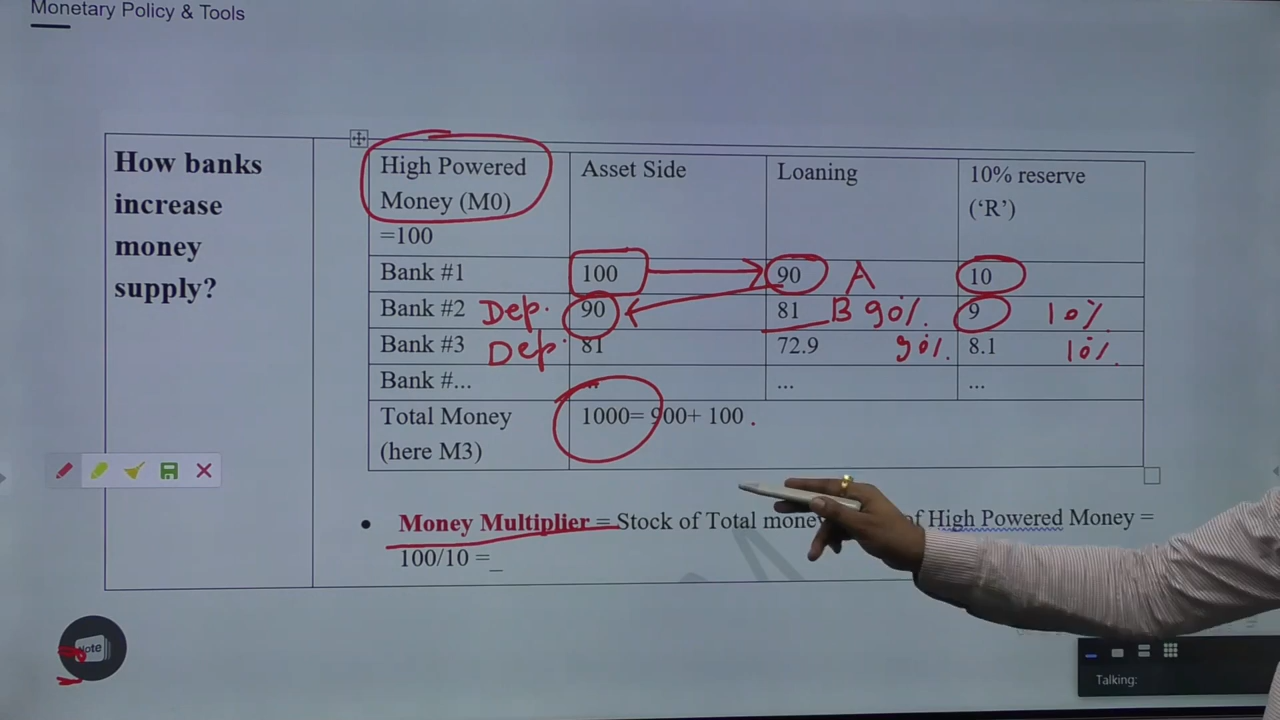 Monetary Policy & Tools
How banks
increase
money
supply?
High Powered
Money (M0)
=100
Asset Side
Loaning
10% reserve
(‘R’)
Bank #1
100
90 A
10
Bank #2 Dep.
90
81 B 90%.
9 10%
Bank #3 Dep.
81
72.9 90%.
8.1 10%.
Bank #...
...
...
...
Total Money
(here M3)
1000= 900+ 100 .
• Money Multiplier = Stock of Total money of High Powered Money =
100/10 =_
Note
Talking: